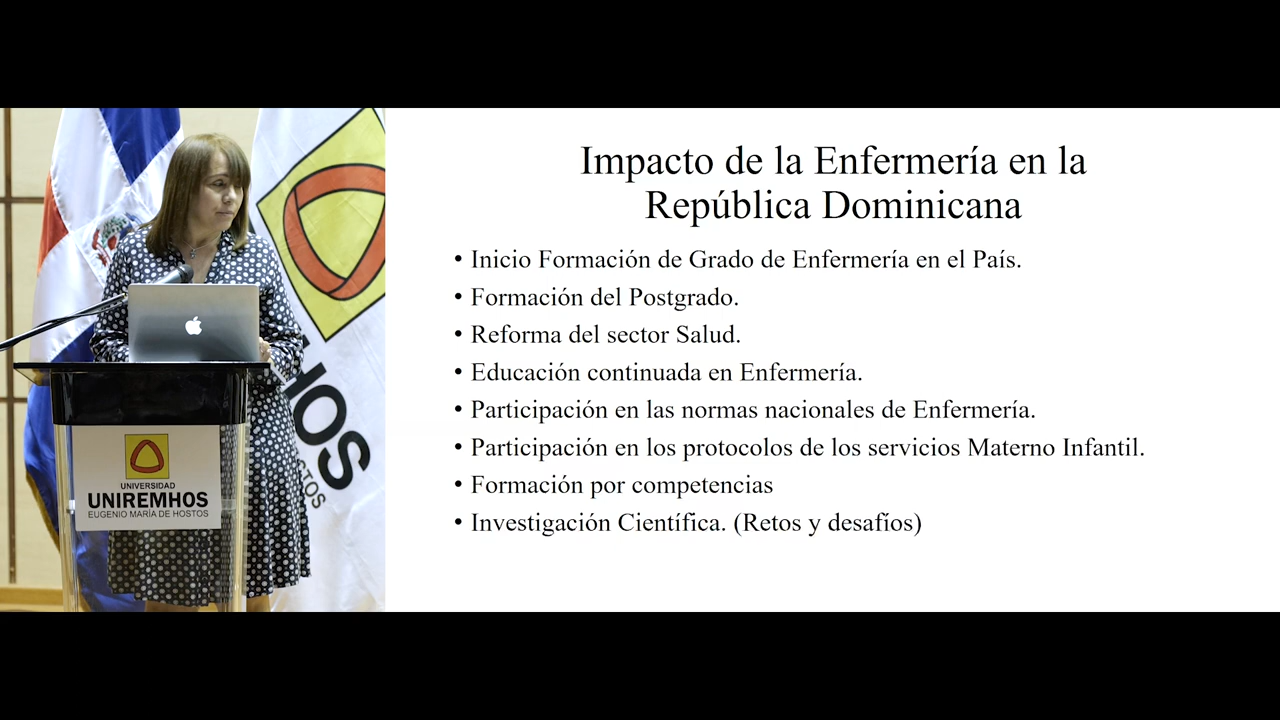 Impacto de la Enfermería en la
República Dominicana
• Inicio Formación de Grado de Enfermería en el País.
• Formación del Postgrado.
• Reforma del sector Salud.
• Educación continuada en Enfermería.
• Participación en las normas nacionales de Enfermería.
• Participación en los protocolos de los servicios Materno Infantil.
• Formación por competencias
• Investigación Científica. (Retos y desafíos)
HOS
STOS
UNIVERSIDAD
UNIREMHOS
EUGENIO MARÍA DE HOSTOS